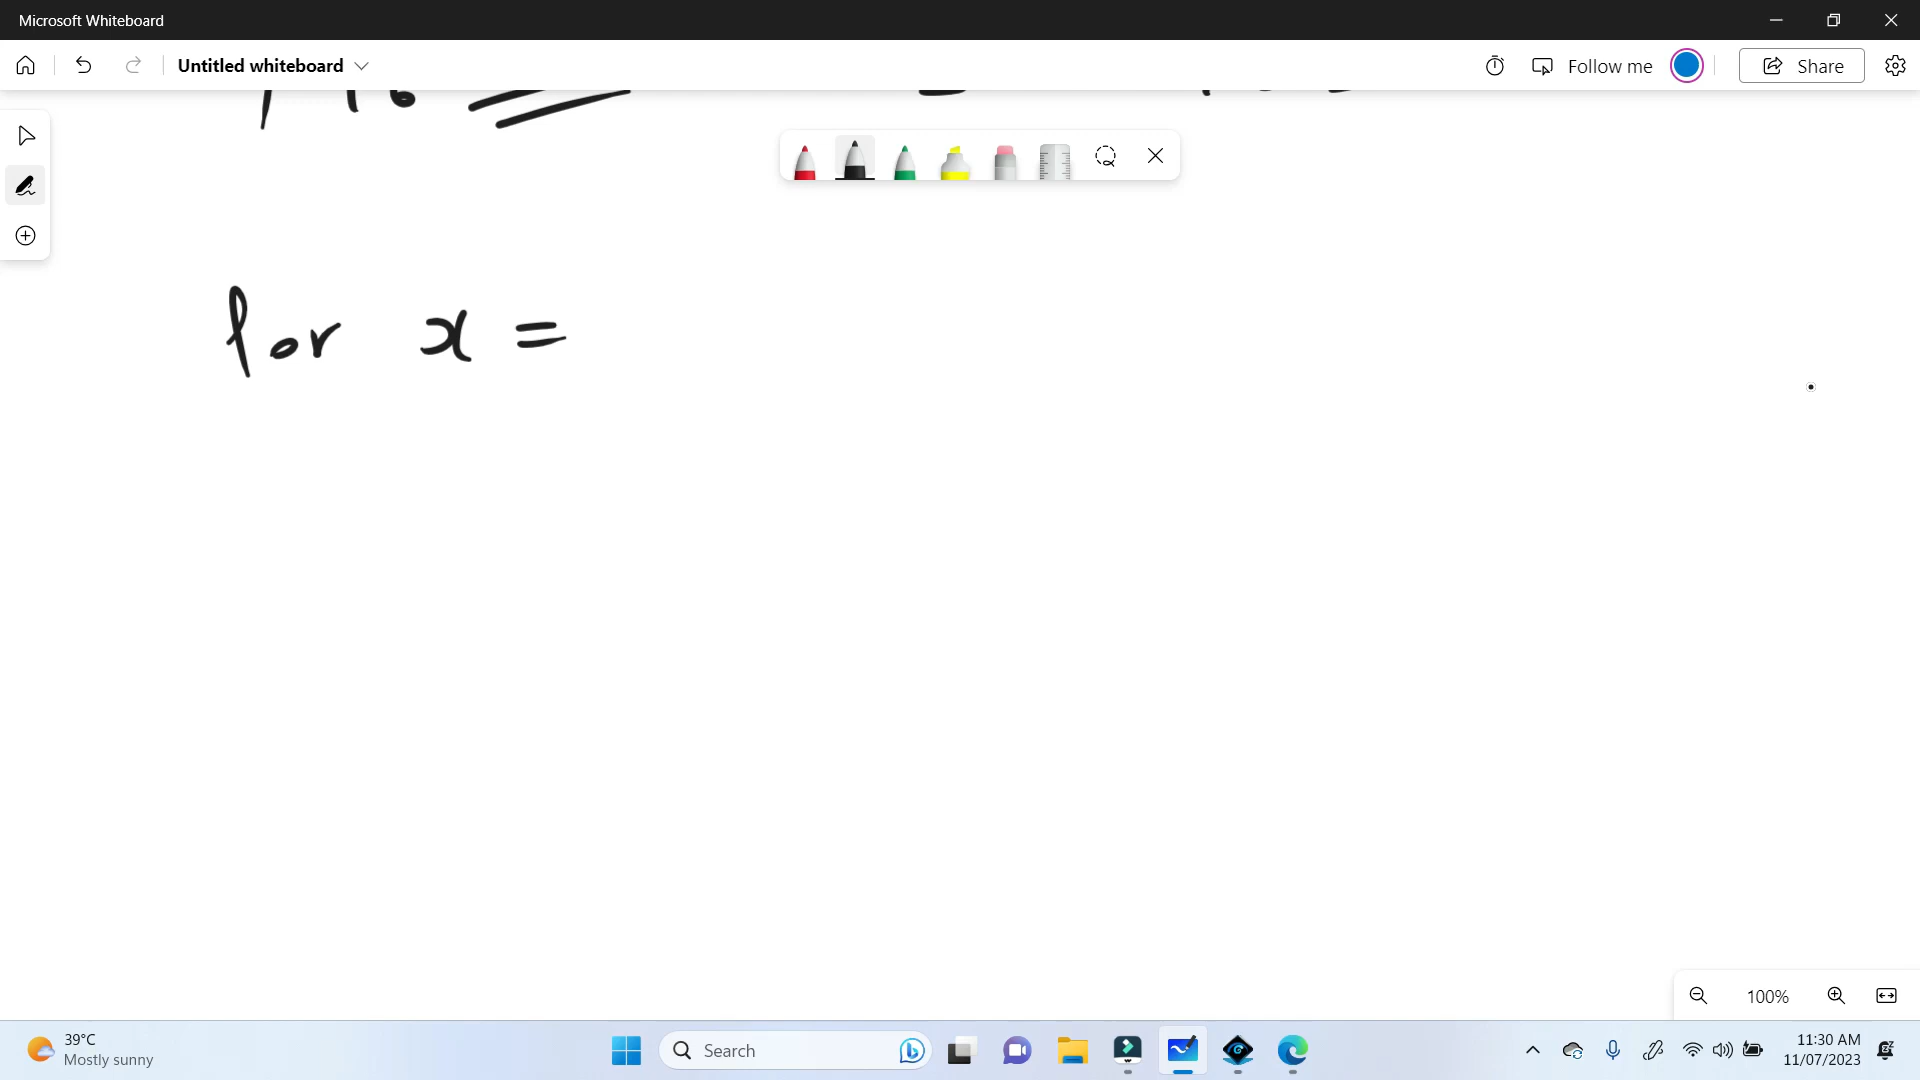 Microsoft Whiteboard
Untitled whiteboard
Follow me
Share
for x =
100%
39°C
Mostly sunny
Search
11:30 AM
11/07/2023